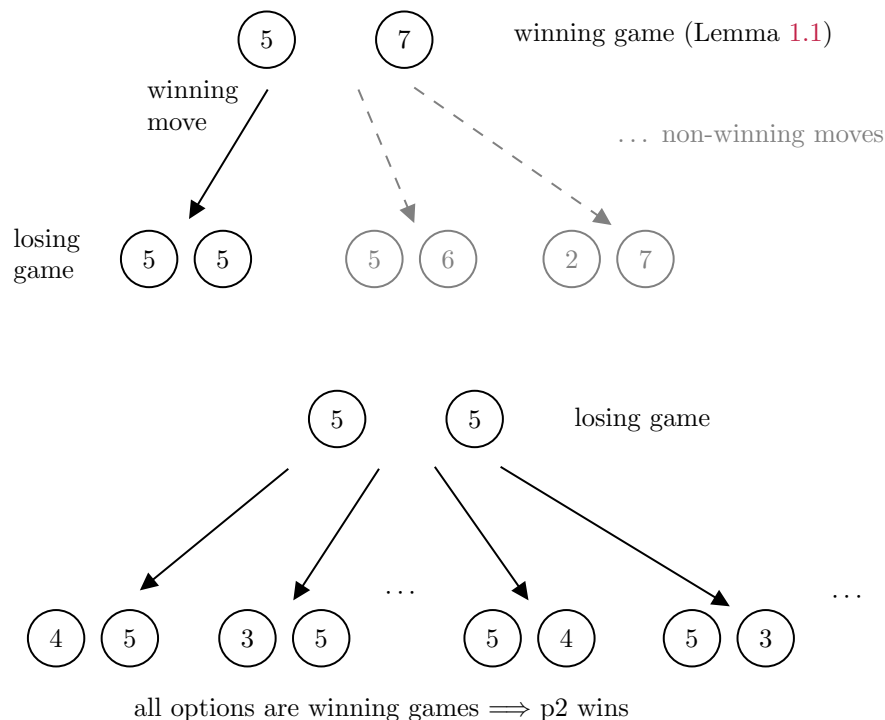 5 7 winning game (Lemma 1.1)
winning
move
... non-winning moves
losing
game
5 5 5 6 2 7
5 5 losing game
...
...
4 5 3 5 5 4 5 3
all options are winning games ⟹ p2 wins